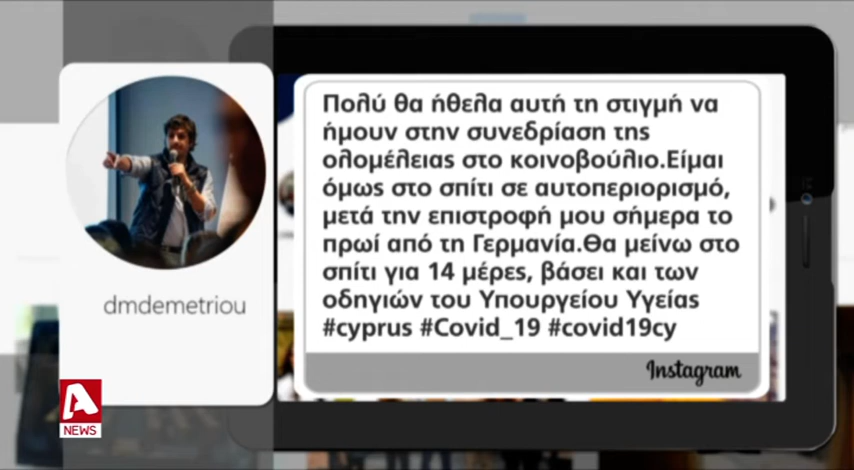 Πολύ θα ήθελα αυτή τη στιγμή να
ήμουν στην συνεδρίαση της
ολομέλειας στο κοινοβούλιο.Είμαι
όμως στο σπίτι σε αυτοπεριορισμό,
μετά την επιστροφή μου σήμερα το
πρωί από τη Γερμανία.Θα μείνω στο
σπίτι για 14 μέρες, βάσει και των
οδηγιών του Υπουργείου Υγείας
#cyprus #Covid_19 #covid19cy
Instagram
dmdemetriou
A
NEWS